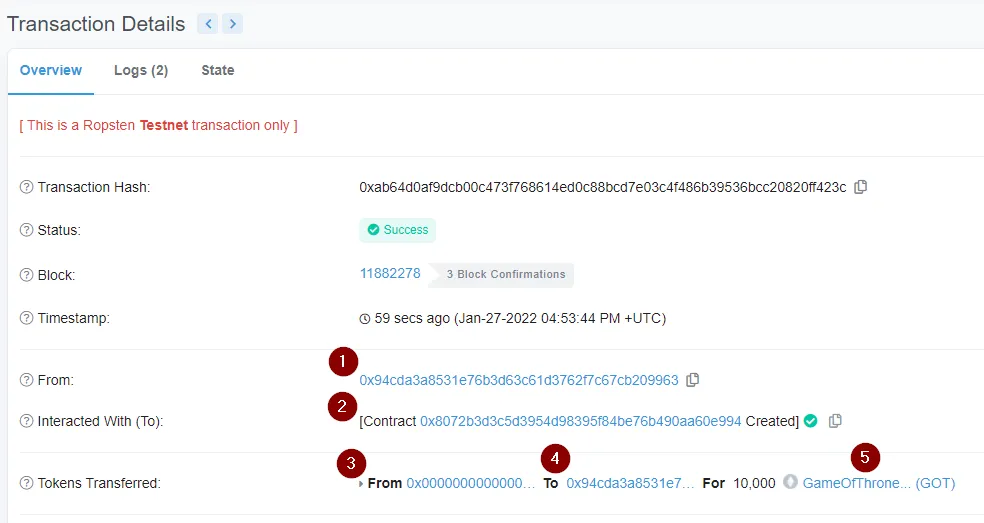 Transaction Details
Overview Logs (2) State
[ This is a Ropsten Testnet transaction only ]
Transaction Hash: 0xab64d0af9dcb00c473f768614ed0c88bcd7e03c4f486b39536bcc20820ff423c
Status: Success
Block: 11882278 3 Block Confirmations
Timestamp: 59 secs ago (Jan-27-2022 04:53:44 PM +UTC)
1
From: 0x94cda3a8531e76b3d63c61d3762f7c67cb209963
2
Interacted With (To): [Contract 0x8072b3d3c5d3954d98395f84be76b490aa60e994 Created]
3 4 5
Tokens Transferred: From 0x0000000000000... To 0x94cda3a8531e7... For 10,000 GameOfThrone... (GOT)